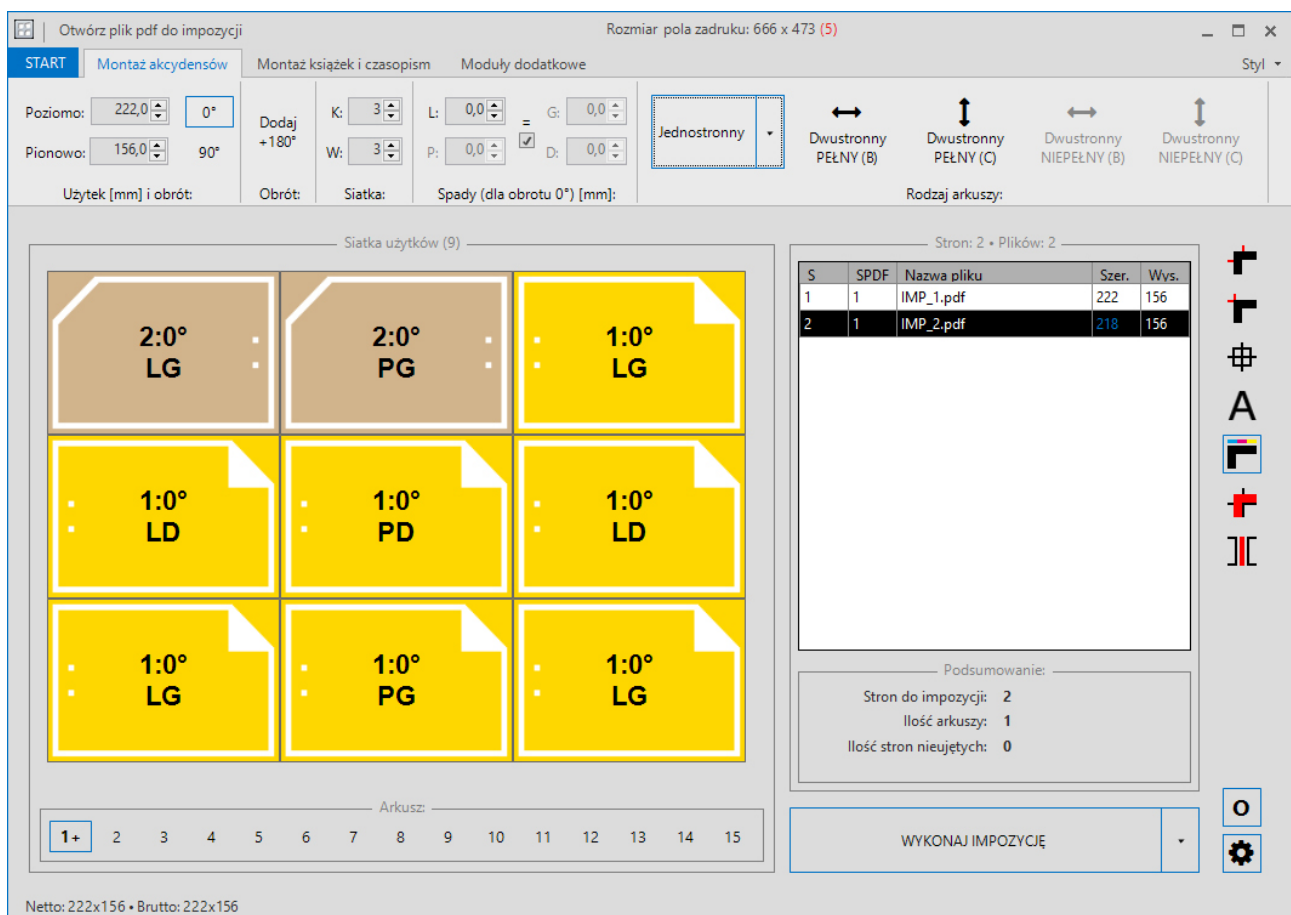 Otwórz plik pdf do impozycji
Rozmiar pola zadruku: 666 x 473 (5)
START Montaż akcydensów Montaż książek i czasopism Moduły dodatkowe Styl
Poziomo: 222,0 0°
Pionowo: 156,0 90°
Użytek [mm] i obrót:
Dodaj
+180°
Obrót:
K: 3
W: 3
Siatka:
L: 0,0 = G: 0,0
P: 0,0 D: 0,0
Spady (dla obrotu 0°) [mm]:
Jednostronny
Dwustronny
PEŁNY (B)
Dwustronny
PEŁNY (C)
Dwustronny
NIEPEŁNY (B)
Dwustronny
NIEPEŁNY (C)
Rodzaj arkuszy:
Siatka użytków (9)
2:0° 2:0° 1:0°
LG PG LG
1:0° 1:0° 1:0°
LD PD LD
1:0° 1:0° 1:0°
LG PG LG
Arkusz:
1+ 2 3 4 5 6 7 8 9 10 11 12 13 14 15
Stron: 2 • Plików: 2
S SPDF Nazwa pliku Szer. Wys.
1 1 IMP_1.pdf 222 156
2 1 IMP_2.pdf 218 156
Podsumowanie:
Stron do impozycji: 2
Ilość arkuszy: 1
Ilość stron nieujętych: 0
WYKONAJ IMPOZYCJĘ
A
O
Netto: 222x156 • Brutto: 222x156